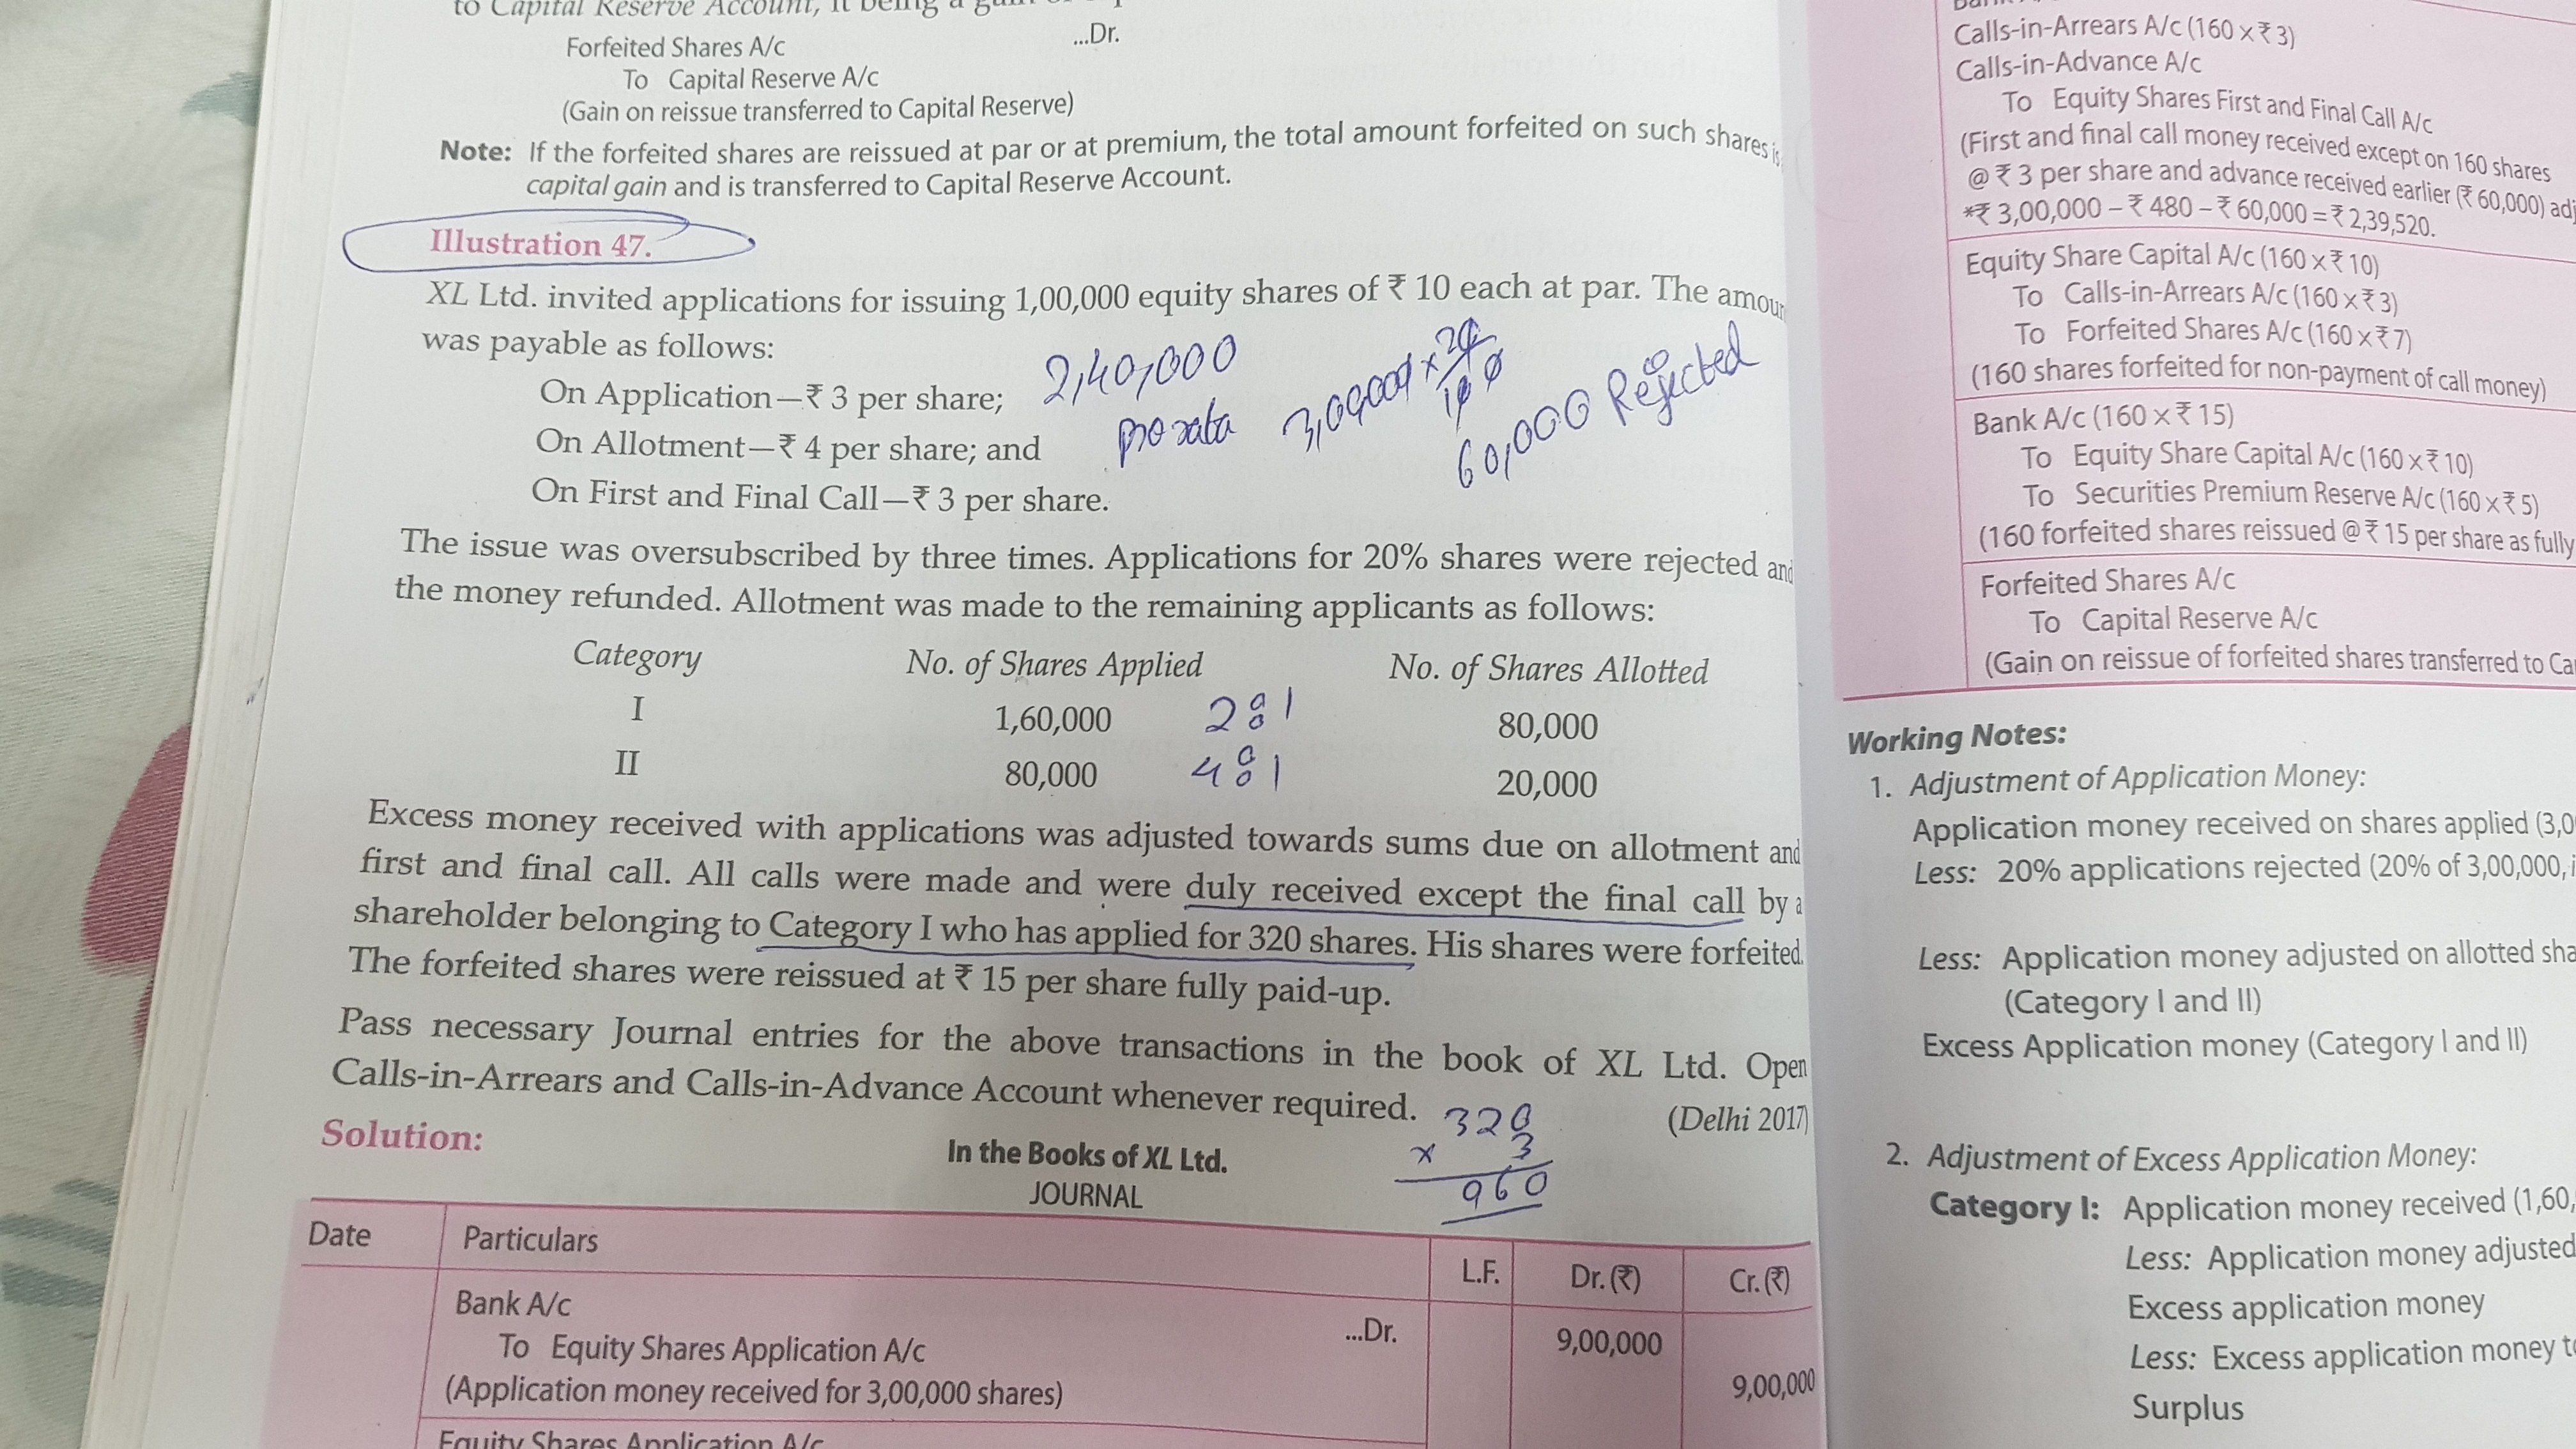 to Capital Reserve Account, it being a
Forfeited Shares A/c ...Dr.
To Capital Reserve A/c
(Gain on reissue transferred to Capital Reserve)
Note: If the forfeited shares are reissued at par or at premium, the total amount forfeited on such shares is
capital gain and is transferred to Capital Reserve Account.
Illustration 47.
XL Ltd. invited applications for issuing 1,00,000 equity shares of ₹ 10 each at par. The amoun
was payable as follows:
On Application—₹ 3 per share;
On Allotment—₹ 4 per share; and
On First and Final Call—₹ 3 per share.
2,40,000
pro rata
3,00,000 × 20/100
60,000 Rejected
The issue was oversubscribed by three times. Applications for 20% shares were rejected and
the money refunded. Allotment was made to the remaining applicants as follows:
Category No. of Shares Applied No. of Shares Allotted
I 1,60,000 2:1 80,000
II 80,000 4:1 20,000
Excess money received with applications was adjusted towards sums due on allotment and
first and final call. All calls were made and were duly received except the final call by a
shareholder belonging to Category I who has applied for 320 shares. His shares were forfeited.
The forfeited shares were reissued at ₹ 15 per share fully paid-up.
Pass necessary Journal entries for the above transactions in the book of XL Ltd. Open
Calls-in-Arrears and Calls-in-Advance Account whenever required. (Delhi 2017)
320
× 3
960
Solution:
In the Books of XL Ltd.
JOURNAL
Date Particulars L.F. Dr. (₹) Cr. (₹)
Bank A/c ...Dr. 9,00,000
To Equity Shares Application A/c 9,00,000
(Application money received for 3,00,000 shares)
Equity Shares Application A/c
Calls-in-Arrears A/c (160 × ₹ 3)
Calls-in-Advance A/c
To Equity Shares First and Final Call A/c
(First and final call money received except on 160 shares
@ ₹ 3 per share and advance received earlier (₹ 60,000) adj
*₹ 3,00,000 – ₹ 480 – ₹ 60,000 = ₹ 2,39,520.
Equity Share Capital A/c (160 × ₹ 10)
To Calls-in-Arrears A/c (160 × ₹ 3)
To Forfeited Shares A/c (160 × ₹ 7)
(160 shares forfeited for non-payment of call money)
Bank A/c (160 × ₹ 15)
To Equity Share Capital A/c (160 × ₹ 10)
To Securities Premium Reserve A/c (160 × ₹ 5)
(160 forfeited shares reissued @ ₹ 15 per share as fully
Forfeited Shares A/c
To Capital Reserve A/c
(Gain on reissue of forfeited shares transferred to Ca
Working Notes:
1. Adjustment of Application Money:
Application money received on shares applied (3,0
Less: 20% applications rejected (20% of 3,00,000, i
Less: Application money adjusted on allotted sha
(Category I and II)
Excess Application money (Category I and II)
2. Adjustment of Excess Application Money:
Category I: Application money received (1,60,
Less: Application money adjusted
Excess application money
Less: Excess application money to
Surplus